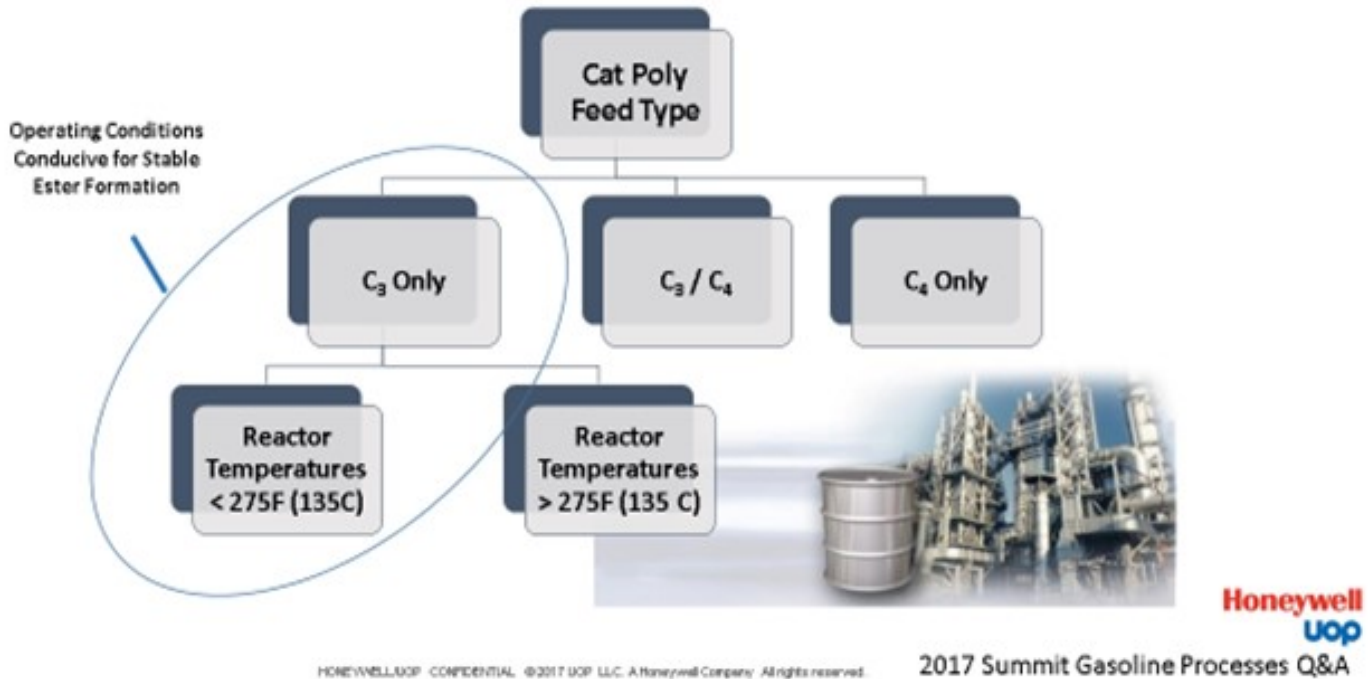 Cat Poly
Feed Type
Operating Conditions
Conducive for Stable
Ester Formation
C₃ Only
C₃ / C₄
C₄ Only
Reactor
Temperatures
< 275F (135C)
Reactor
Temperatures
> 275F (135 C)
Honeywell
uop
HONEYWELL/UOP CONFIDENTIAL ©2017 UOP LLC. A Honeywell Company All rights reserved.
2017 Summit Gasoline Processes Q&A